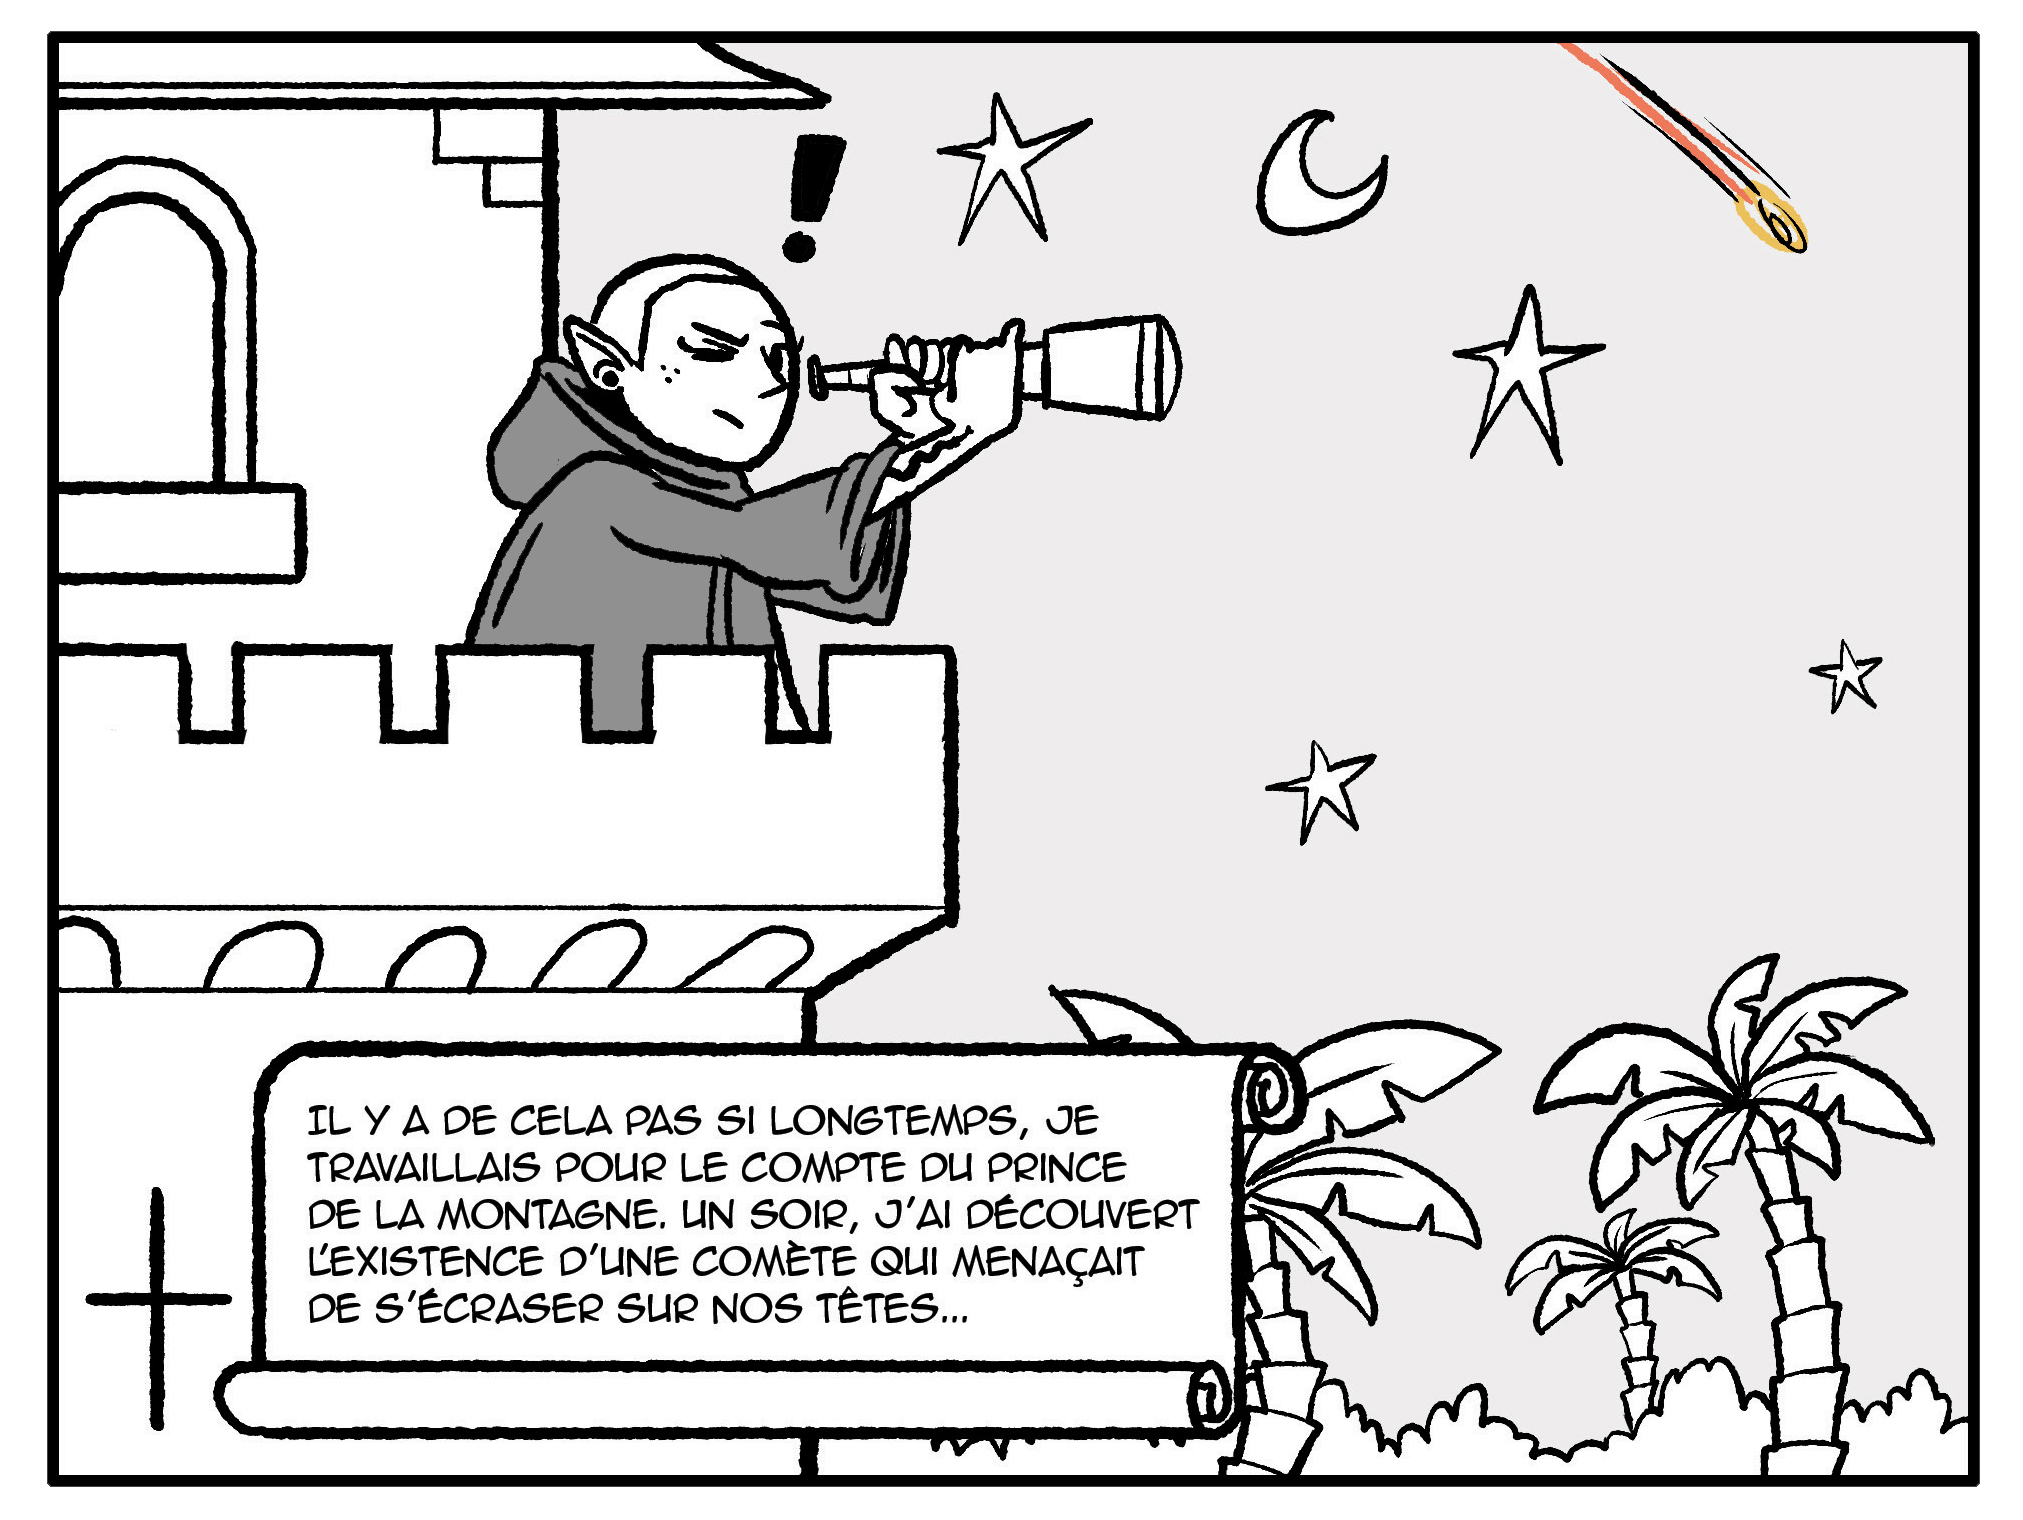 !
IL Y A DE CELA PAS SI LONGTEMPS, JE
TRAVAILLAIS POUR LE COMPTE DU PRINCE
DE LA MONTAGNE. UN SOIR, J'AI DÉCOUVERT
L'EXISTENCE D'UNE COMÈTE QUI MENAÇAIT
DE S'ÉCRASER SUR NOS TÊTES...